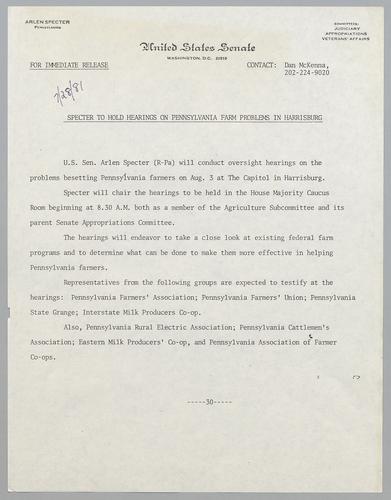 ARLEN SPECTER
PENNSYLVANIA
COMMITTEES:
JUDICIARY
APPROPRIATIONS
VETERANS' AFFAIRS
United States Senate
WASHINGTON, D.C. 20510
FOR IMMEDIATE RELEASE
CONTACT: Dan McKenna,
202-224-9020
7/28/81
SPECTER TO HOLD HEARINGS ON PENNSYLVANIA FARM PROBLEMS IN HARRISBURG
U.S. Sen. Arlen Specter (R-Pa) will conduct oversight hearings on the
problems besetting Pennsylvania farmers on Aug. 3 at The Capitol in Harrisburg.
Specter will chair the hearings to be held in the House Majority Caucus
Room beginning at 8.30 A.M. both as a member of the Agriculture Subcommittee and its
parent Senate Appropriations Committee.
The hearings will endeavor to take a close look at existing federal farm
programs and to determine what can be done to make them more effective in helping
Pennsylvania farmers.
Representatives from the following groups are expected to testify at the
hearings: Pennsylvania Farmers' Association; Pennsylvania Farmers' Union; Pennsylvania
State Grange; Interstate Milk Producers Co-op.
Also, Pennsylvania Rural Electric Association; Pennsylvania Cattlemen's
Association; Eastern Milk Producers' Co-op, and Pennsylvania Association of Farmer
Co-ops.
-----30-----